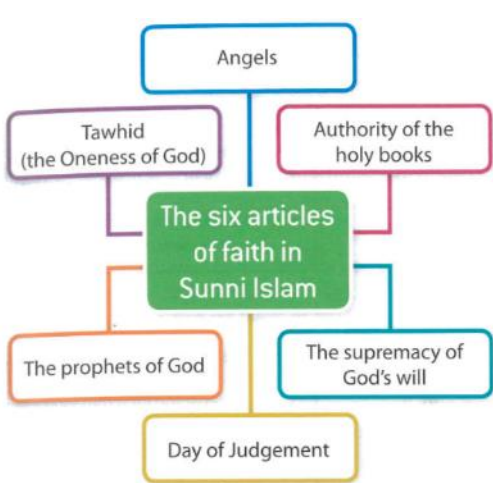 Angels
Tawhid
(the Oneness of God)
Authority of the
holy books
The six articles
of faith in
Sunni Islam
The prophets of God
The supremacy of
God's will
Day of Judgement